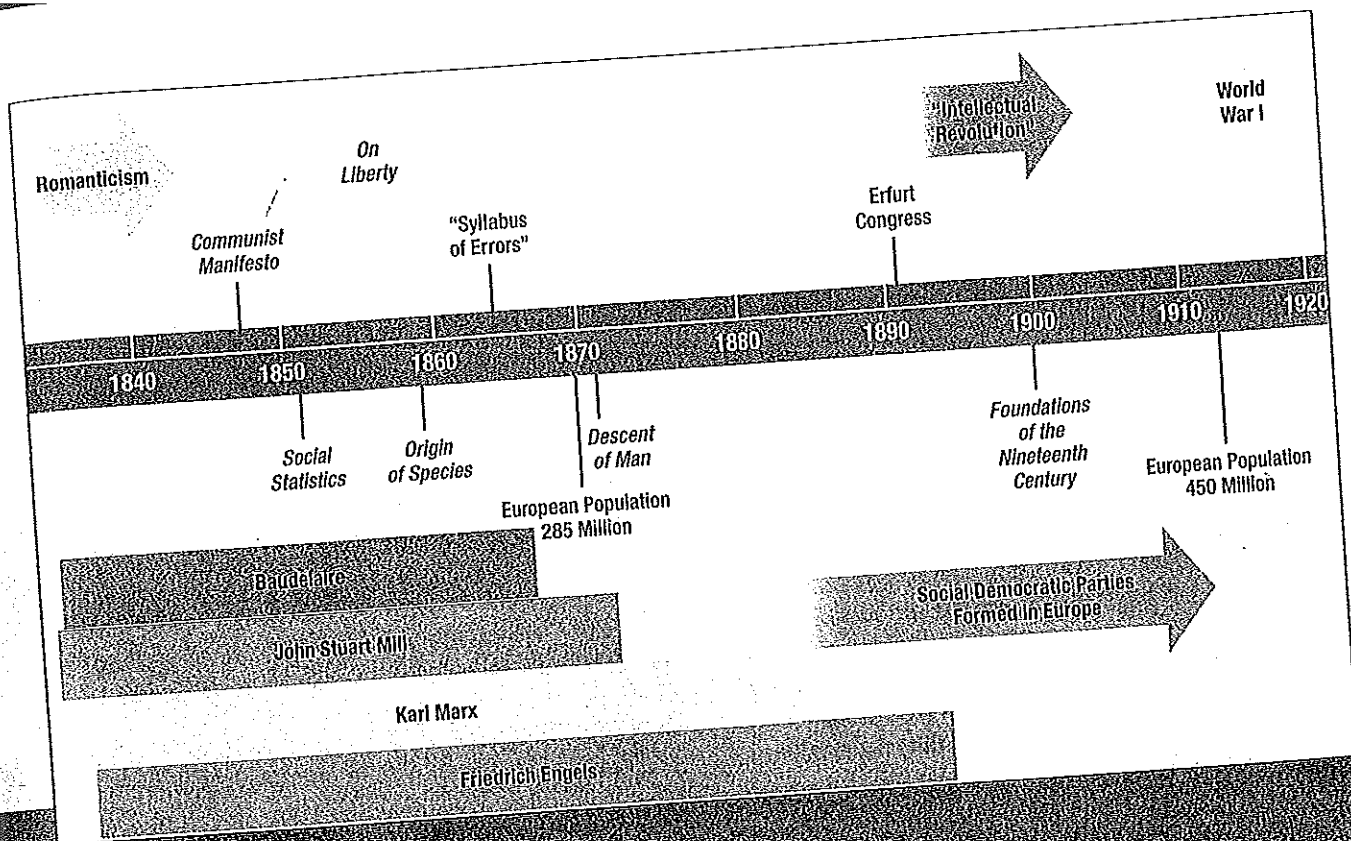 Romanticism
On
Liberty
Communist
Manifesto
"Syllabus
of Errors"
"Intellectual
Revolution"
World
War I
Erfurt
Congress
1840
1850
1860
1870
1880
1890
1900
1910
1920
Social
Statistics
Origin
of Species
Descent
of Man
European Population
285 Million
Foundations
of the
Nineteenth
Century
European Population
450 Million
Baudelaire
John Stuart Mill
Karl Marx
Friedrich Engels
Social Democratic Parties
Formed in Europe